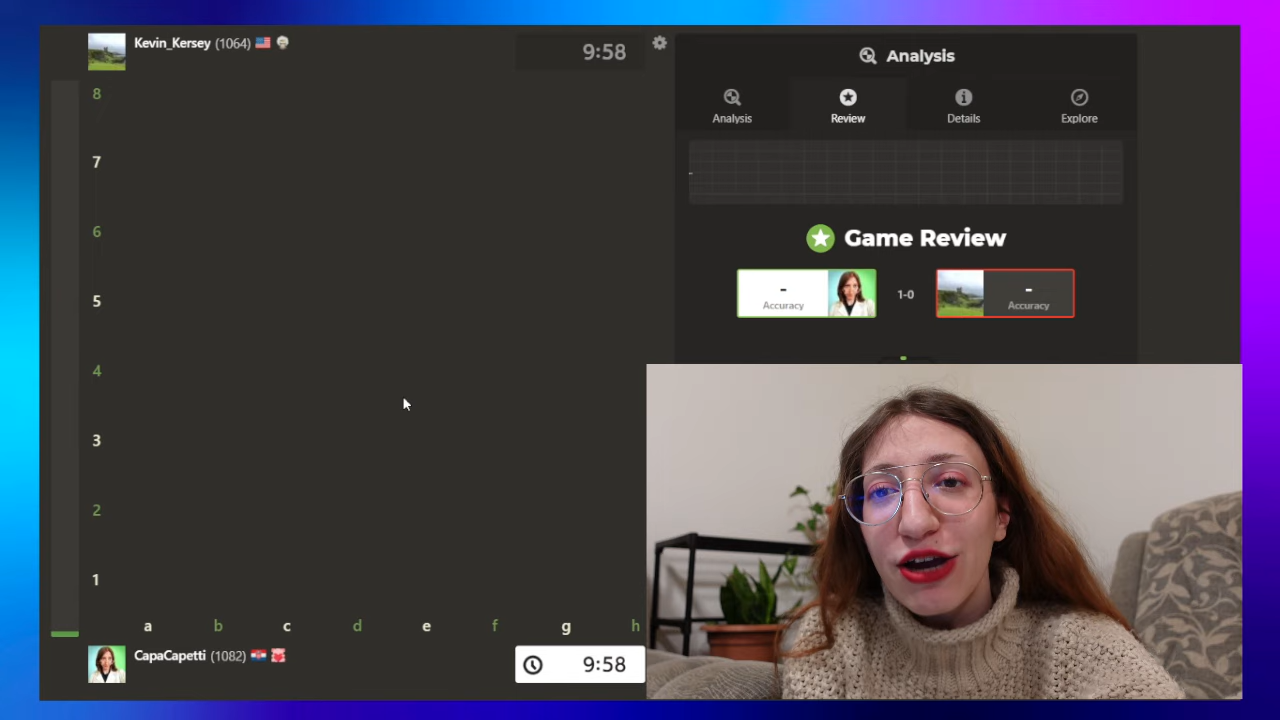 Kevin_Kersey (1064)
9:58
Analysis
Analysis
Review
Details
Explore
Game Review
-
Accuracy
1-0
-
Accuracy
8
7
6
5
4
3
2
1
a b c d e f g h
CapaCapetti (1082)
9:58